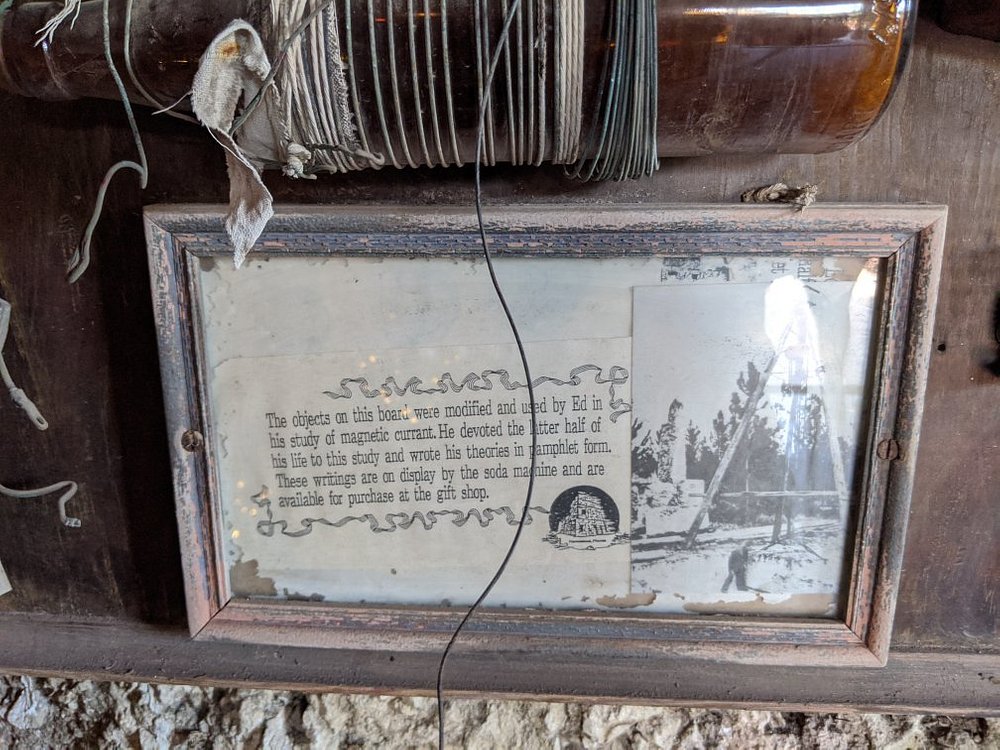 The objects on this board were modified and used by Ed in
his study of magnetic currant. He devoted the latter half of
his life to this study and wrote his theories in pamphlet form.
These writings are on display by the soda machine and are
available for purchase at the gift shop.
CASTLE